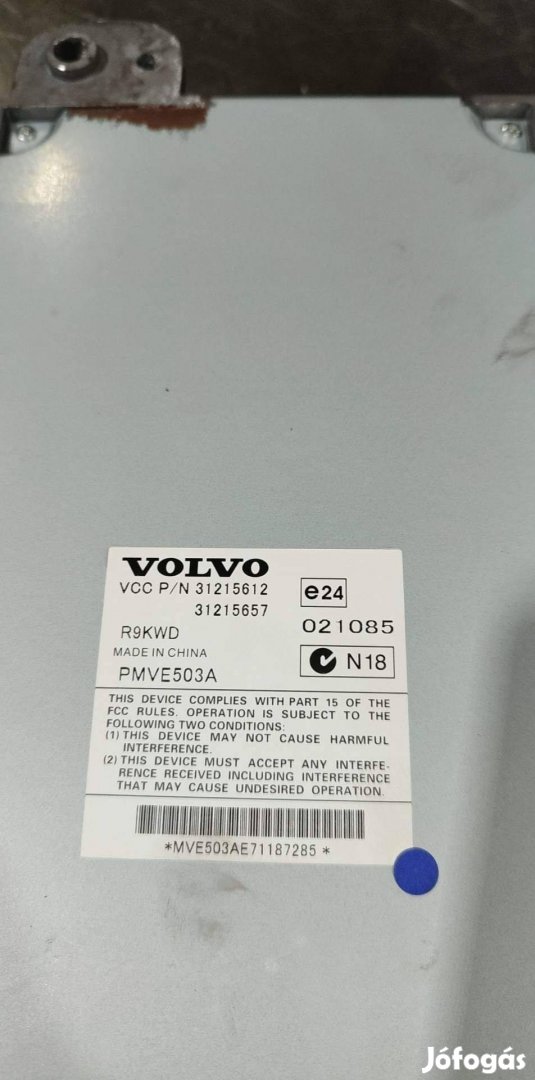 VOLVO
VCC P/N 31215612
31215657
e24
R9KWD
021085
MADE IN CHINA
N18
PMVE503A
THIS DEVICE COMPLIES WITH PART 15 OF THE
FCC RULES. OPERATION IS SUBJECT TO THE
FOLLOWING TWO CONDITIONS:
(1) THIS DEVICE MAY NOT CAUSE HARMFUL
INTERFERENCE.
(2) THIS DEVICE MUST ACCEPT ANY INTERFE-
RENCE RECEIVED INCLUDING INTERFERENCE
THAT MAY CAUSE UNDESIRED OPERATION.
*MVE503AE71187285*
Jófogás